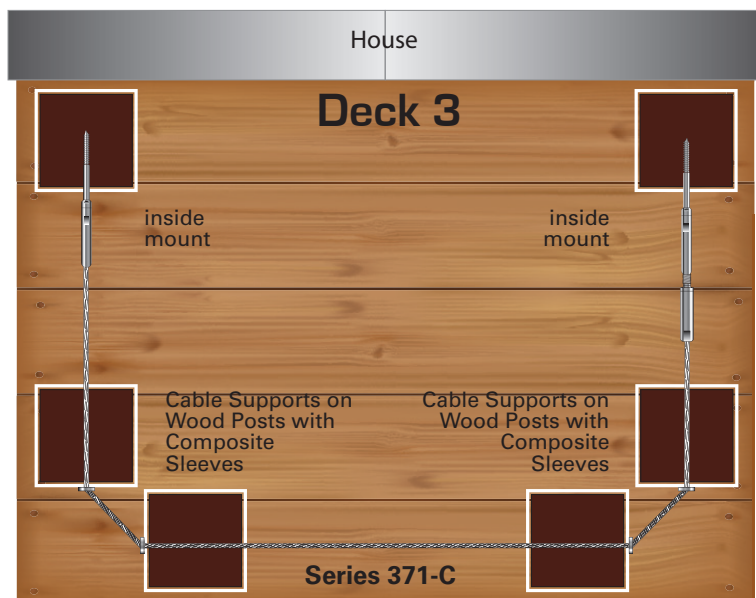 House
Deck 3
inside
mount
inside
mount
Cable Supports on
Wood Posts with
Composite
Sleeves
Cable Supports on
Wood Posts with
Composite
Sleeves
Series 371-C